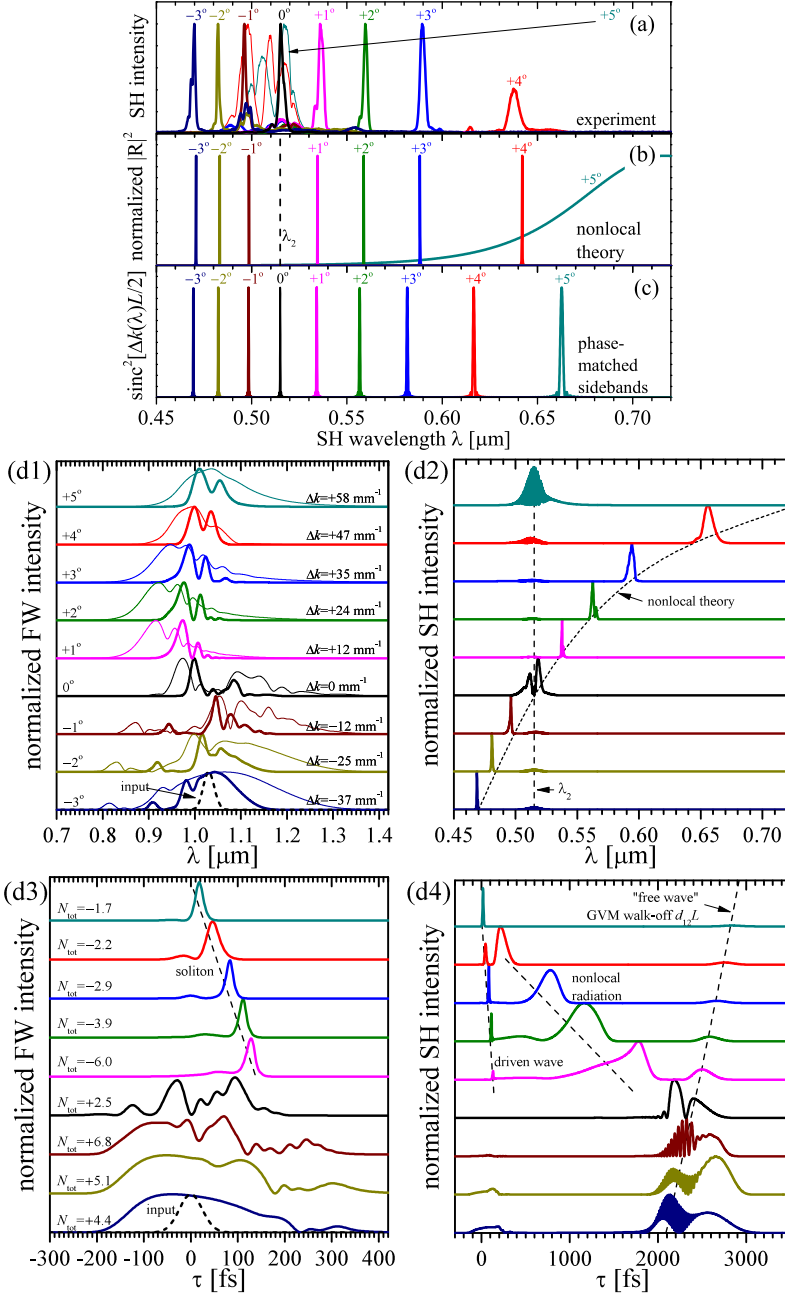 −3° −2° −1° 0° +1° +2° +3° +5° (a)
+4°
SH intensity
experiment
−3° −2° −1° +1° +2° +3° +4° (b)
+5°
normalized |R|²
λ₂
nonlocal
theory
−3° −2° −1° 0° +1° +2° +3° +4° +5° (c)
sinc²[Δk(λ)L/2]
phase-
matched
sidebands
0.45 0.50 0.55 0.60 0.65 0.70
SH wavelength λ [μm]
(d1)
normalized FW intensity
+5° Δk=+58 mm⁻¹
+4° Δk=+47 mm⁻¹
+3° Δk=+35 mm⁻¹
+2° Δk=+24 mm⁻¹
+1° Δk=+12 mm⁻¹
0° Δk=0 mm⁻¹
−1° Δk=−12 mm⁻¹
−2° Δk=−25 mm⁻¹
input
−3° Δk=−37 mm⁻¹
0.7 0.8 0.9 1.0 1.1 1.2 1.3 1.4
λ [μm]
(d2)
normalized SH intensity
nonlocal theory
λ₂
0.45 0.50 0.55 0.60 0.65 0.70
λ [μm]
(d3)
normalized FW intensity
N_tot=−1.7
N_tot=−2.2
soliton
N_tot=−2.9
N_tot=−3.9
N_tot=−6.0
N_tot=+2.5
N_tot=+6.8
N_tot=+5.1
N_tot=+4.4
input
-300 -200 -100 0 100 200 300 400
τ [fs]
(d4)
normalized SH intensity
"free wave"
GVM walk-off d₁₂L
nonlocal
radiation
driven wave
0 1000 2000 3000
τ [fs]